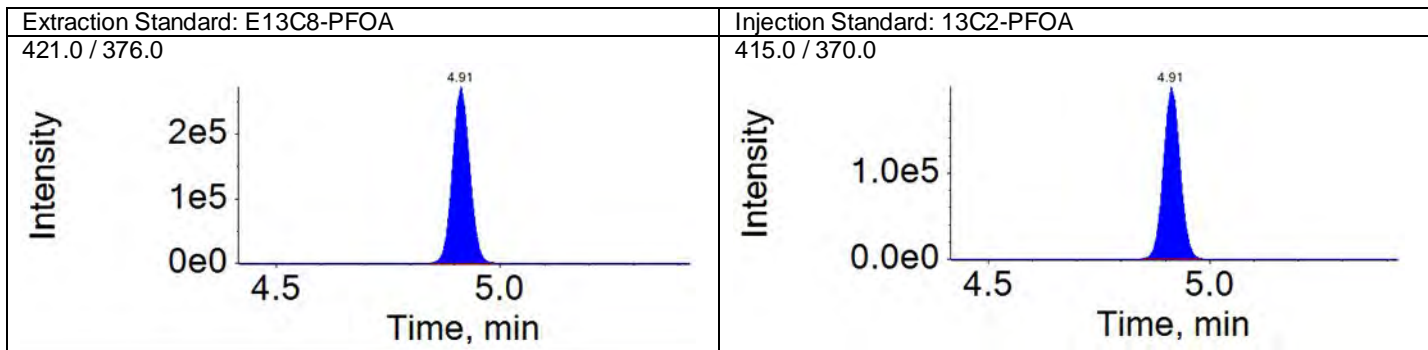 Extraction Standard: E13C8-PFOA
421.0 / 376.0
4.91
Intensity
2e5
1e5
0e0
4.5
5.0
Time, min
Injection Standard: 13C2-PFOA
415.0 / 370.0
4.91
Intensity
1.0e5
0.0e0
4.5
5.0
Time, min